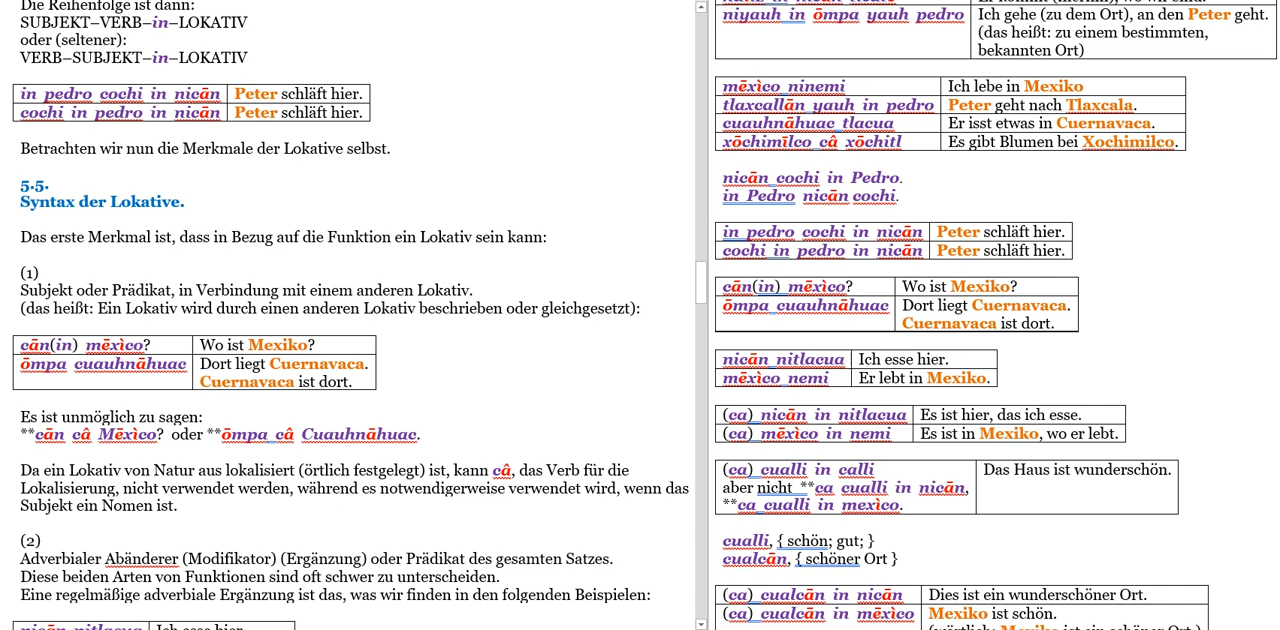 Die Reihenfolge ist dann:
SUBJEKT–VERB–in–LOKATIV
oder (seltener):
VERB–SUBJEKT–in–LOKATIV
in pedro cochi in nicān Peter schläft hier.
cochi in pedro in nicān Peter schläft hier.
Betrachten wir nun die Merkmale der Lokative selbst.
5.5.
Syntax der Lokative.
Das erste Merkmal ist, dass in Bezug auf die Funktion ein Lokativ sein kann:
(1)
Subjekt oder Prädikat, in Verbindung mit einem anderen Lokativ.
(das heißt: Ein Lokativ wird durch einen anderen Lokativ beschrieben oder gleichgesetzt):
cān(in) mēxìco? Wo ist Mexiko?
ōmpa cuauhnāhuac Dort liegt Cuernavaca.
Cuernavaca ist dort.
Es ist unmöglich zu sagen:
**cān câ Mēxìco? oder **ōmpa câ Cuauhnāhuac.
Da ein Lokativ von Natur aus lokalisiert (örtlich festgelegt) ist, kann câ, das Verb für die
Lokalisierung, nicht verwendet werden, während es notwendigerweise verwendet wird, wenn das
Subjekt ein Nomen ist.
(2)
Adverbialer Abänderer (Modifikator) (Ergänzung) oder Prädikat des gesamten Satzes.
Diese beiden Arten von Funktionen sind oft schwer zu unterscheiden.
Eine regelmäßige adverbiale Ergänzung ist das, was wir finden in den folgenden Beispielen:
nicān nitlacua Ich esse hier.
niyauh in ōmpa yauh pedro Ich gehe (zu dem Ort), an den Peter geht.
(das heißt: zu einem bestimmten,
bekannten Ort)
mēxìco ninemi Ich lebe in Mexiko
tlaxcallān yauh in pedro Peter geht nach Tlaxcala.
cuauhnāhuac tlacua Er isst etwas in Cuernavaca.
xōchimīlco câ xōchitl Es gibt Blumen bei Xochimilco.
nicān cochi in Pedro.
in Pedro nicān cochi.
in pedro cochi in nicān Peter schläft hier.
cochi in pedro in nicān Peter schläft hier.
cān(in) mēxìco? Wo ist Mexiko?
ōmpa cuauhnāhuac Dort liegt Cuernavaca.
Cuernavaca ist dort.
nicān nitlacua Ich esse hier.
mēxìco nemi Er lebt in Mexiko.
(ca) nicān in nitlacua Es ist hier, das ich esse.
(ca) mēxìco in nemi Es ist in Mexiko, wo er lebt.
(ca) cualli in calli Das Haus ist wunderschön.
aber nicht **ca cualli in nicān,
**ca cualli in mexìco.
cualli, { schön; gut; }
cualcān, { schöner Ort }
(ca) cualcān in nicān Dies ist ein wunderschöner Ort.
(ca) cualcān in mēxìco Mexiko ist schön.